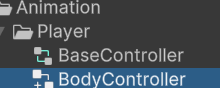 Animation
Player
BaseController
BodyController